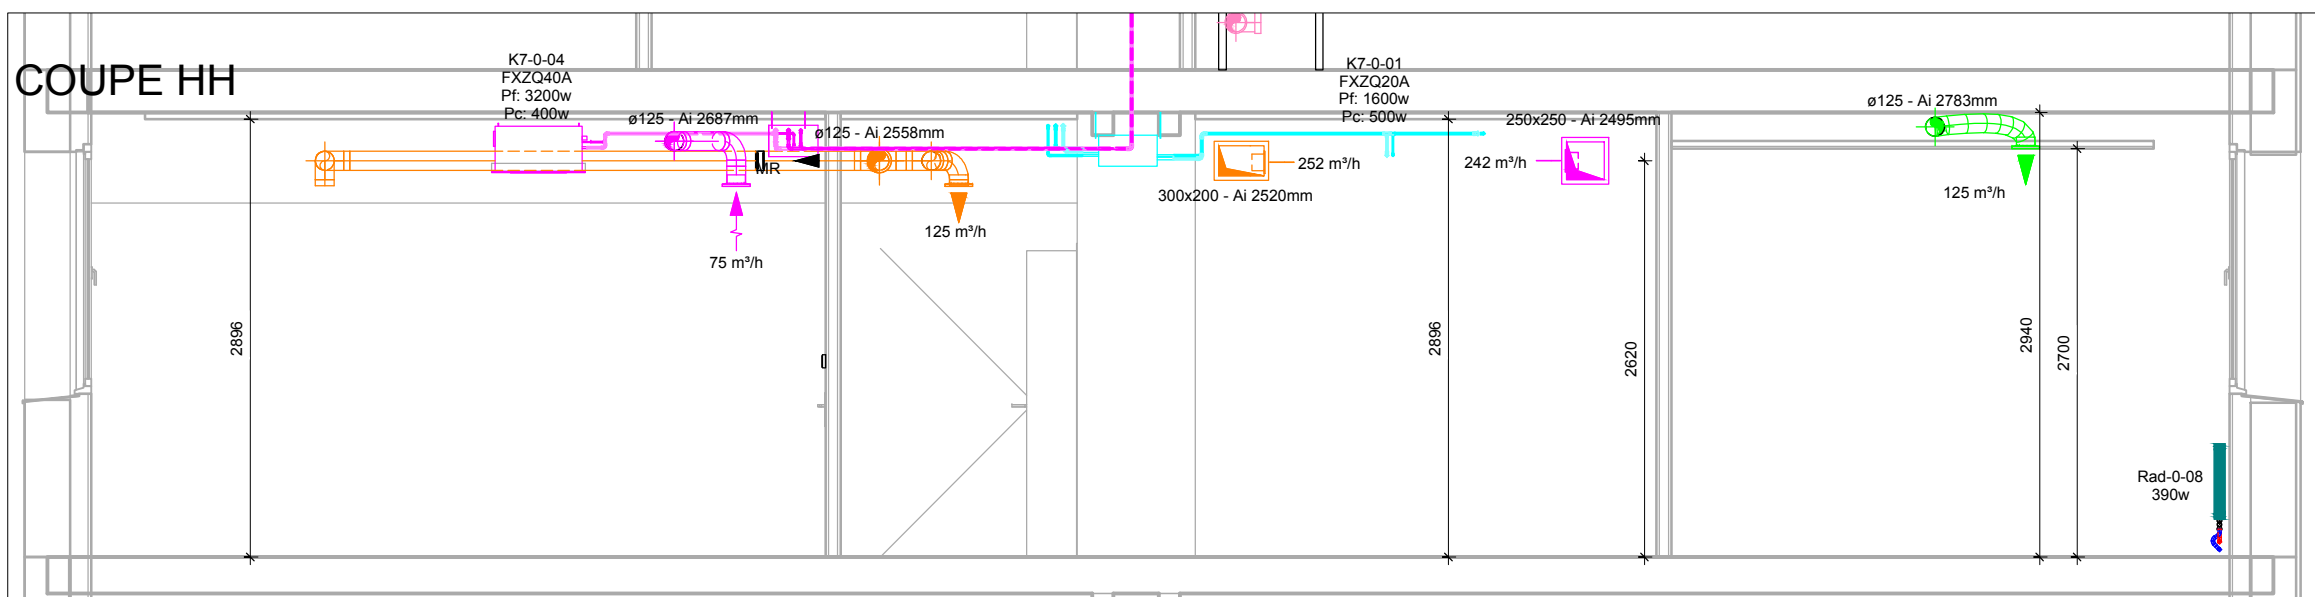 COUPE HH
K7-0-04
FXZQ40A
Pf: 3200w
Pc: 400w
K7-0-01
FXZQ20A
Pf: 1600w
Pc: 500w
ø125 - Ai 2687mm
ø125 - Ai 2558mm
250x250 - Ai 2495mm
ø125 - Ai 2783mm
MR
252 m³/h
242 m³/h
300x200 - Ai 2520mm
125 m³/h
125 m³/h
75 m³/h
2896
2896
2620
2940
2700
Rad-0-08
390w